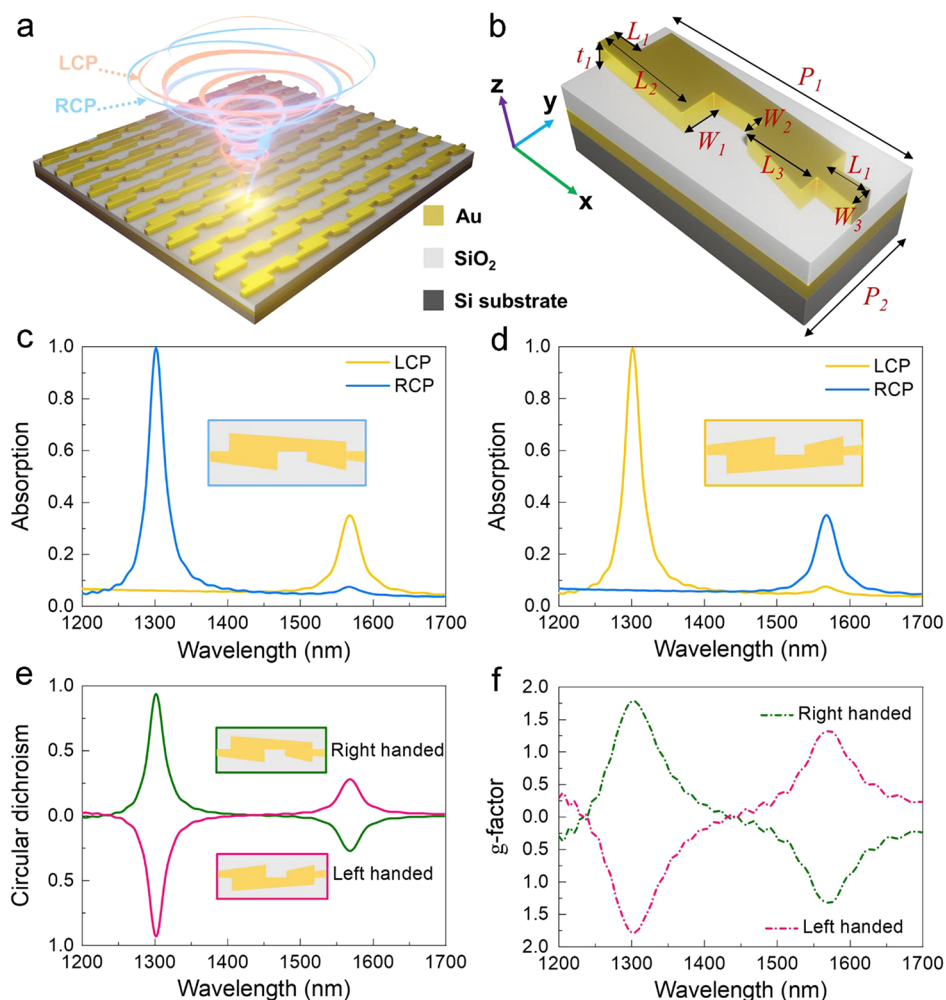 a
LCP
RCP
Au
SiO2
Si substrate
b
L1
t1
L2
P1
z
y
x
W1
W2
L3
L1
W3
P2
c
1.0
0.8
0.6
0.4
0.2
0.0
Absorption
LCP
RCP
1200 1300 1400 1500 1600 1700
Wavelength (nm)
d
1.0
0.8
0.6
0.4
0.2
0.0
Absorption
LCP
RCP
1200 1300 1400 1500 1600 1700
Wavelength (nm)
e
1.0
0.5
0.0
0.5
1.0
Circular dichroism
Right handed
Left handed
1200 1300 1400 1500 1600 1700
Wavelength (nm)
f
2.0
1.5
1.0
0.5
0.0
0.5
1.0
1.5
2.0
g-factor
Right handed
Left handed
1200 1300 1400 1500 1600 1700
Wavelength (nm)